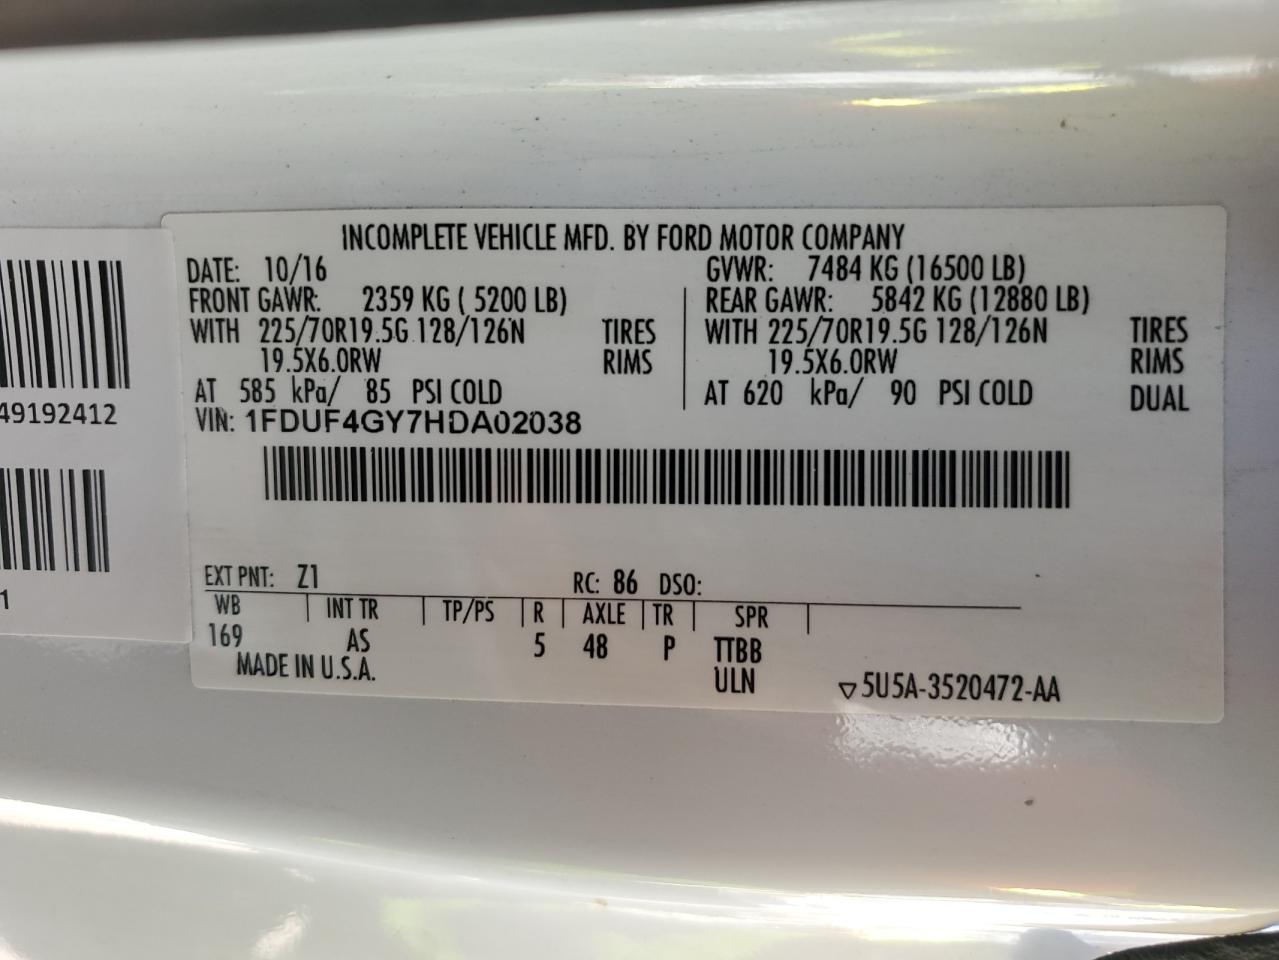 INCOMPLETE VEHICLE MFD. BY FORD MOTOR COMPANY
DATE: 10/16 GVWR: 7484 KG (16500 LB)
FRONT GAWR: 2359 KG ( 5200 LB) REAR GAWR: 5842 KG (12880 LB)
WITH 225/70R19.5G 128/126N TIRES WITH 225/70R19.5G 128/126N TIRES
19.5X6.0RW RIMS 19.5X6.0RW RIMS
AT 585 kPa/ 85 PSI COLD AT 620 kPa/ 90 PSI COLD DUAL
VIN: 1FDUF4GY7HDA02038
49192412
EXT PNT: Z1 RC: 86 DSO:
WB INT TR TP/PS R AXLE TR SPR
169 AS 5 48 P TTBB
MADE IN U.S.A. ULN ▽5U5A-3520472-AA
1